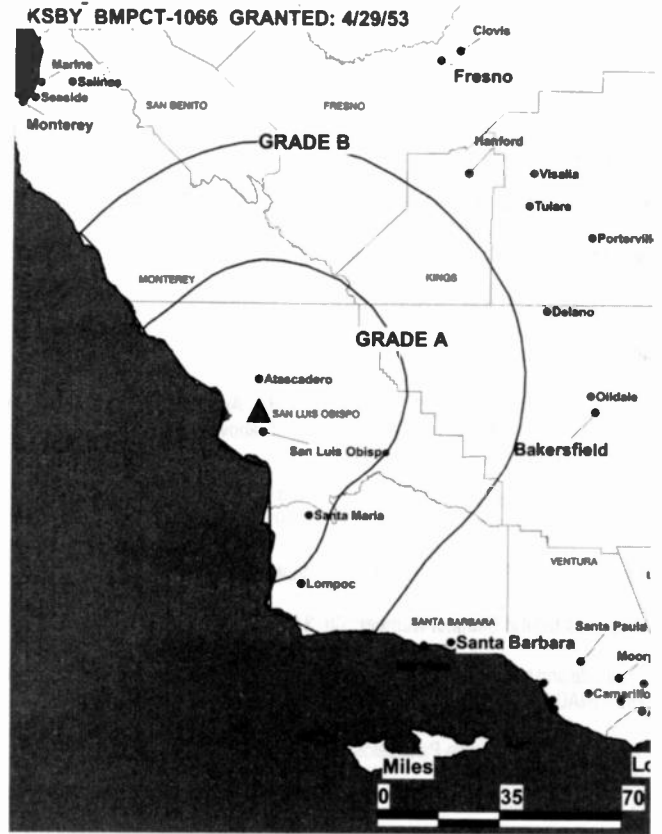 KSBY BMPCT-1066 GRANTED: 4/29/53
Clovis
Fresno
Marine
Salinas
Seaside
Monterey
SAN BENITO
FRESNO
GRADE B
Hanford
Visalia
Tulare
MONTEREY
KINGS
Delano
GRADE A
Atascadero
SAN LUIS OBISPO
San Luis Obispo
Oildale
Bakersfield
Santa Maria
Lompoc
VENTURA
SANTA BARBARA
Santa Barbara
Santa Paula
Camarillo
Miles
0 35 70